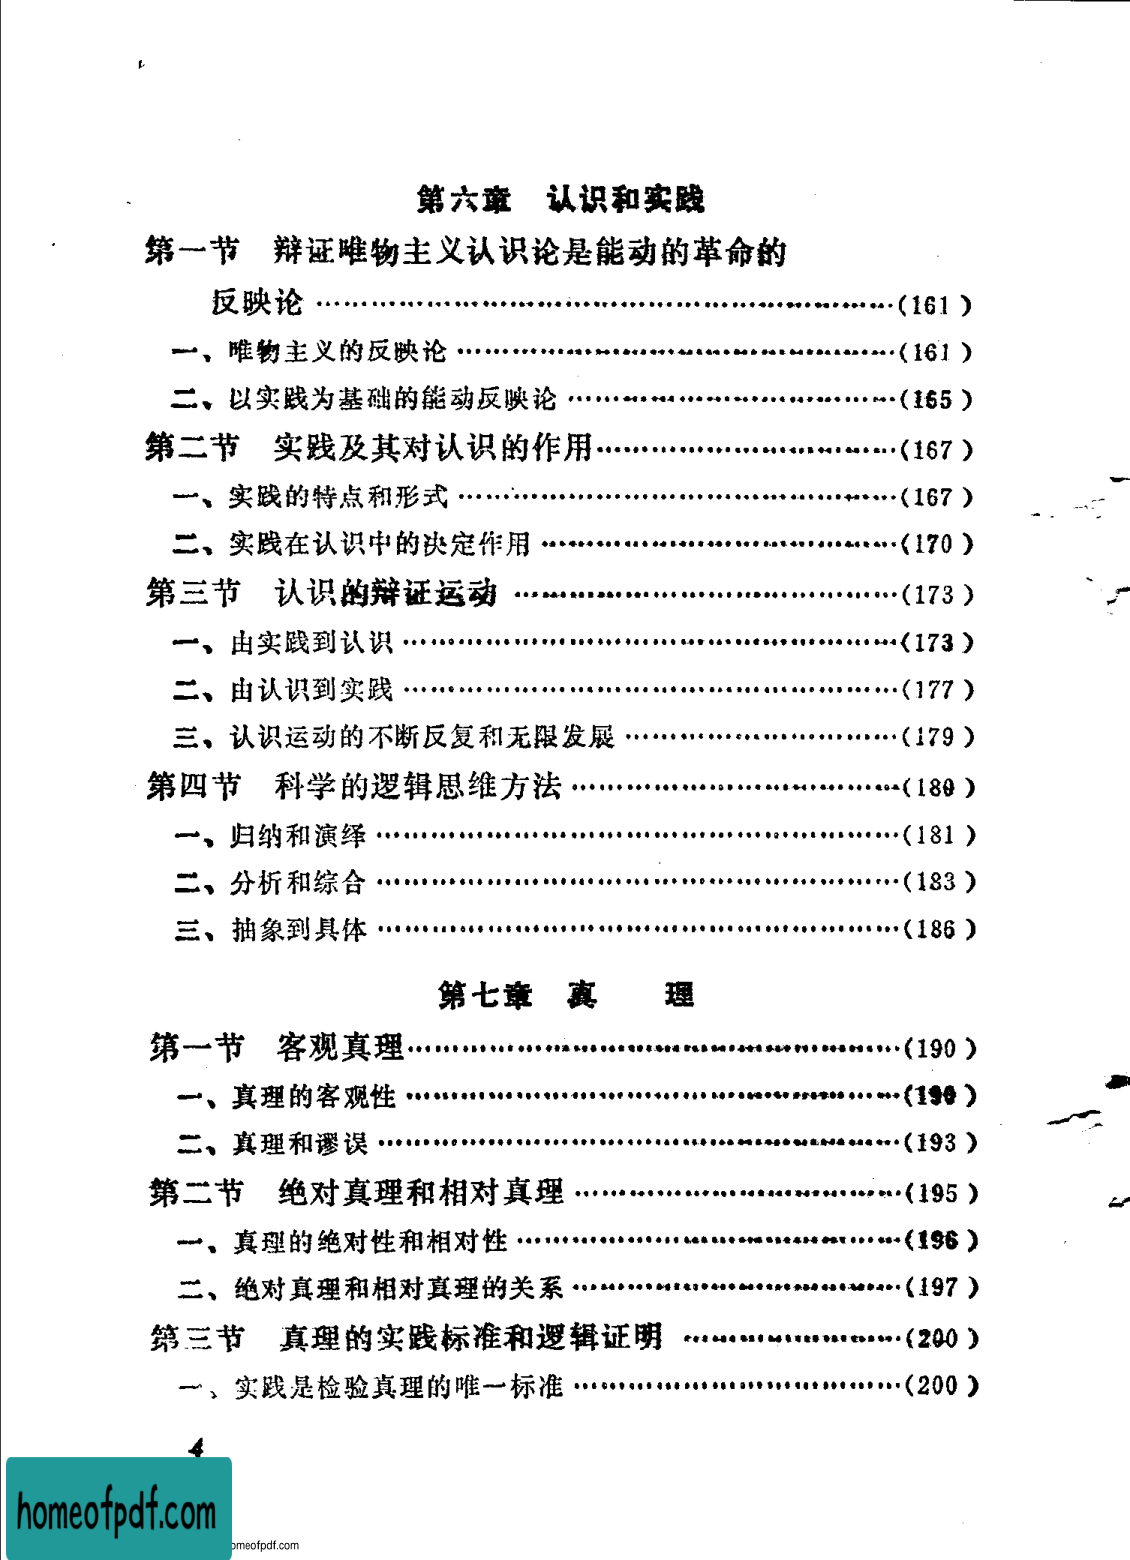 第六章　认识和实践
第一节　辩证唯物主义认识论是能动的革命的
反映论 ……………………………………………(161)
一、唯物主义的反映论 ……………………………(161)
二、以实践为基础的能动反映论 …………………(165)
第二节　实践及其对认识的作用……………………(167)
一、实践的特点和形式 ……………………………(167)
二、实践在认识中的决定作用 ……………………(170)
第三节　认识的辩证运动 …………………………(173)
一、由实践到认识 …………………………………(173)
二、由认识到实践 …………………………………(177)
三、认识运动的不断反复和无限发展 ……………(179)
第四节　科学的逻辑思维方法 ……………………(180)
一、归纳和演绎 ……………………………………(181)
二、分析和综合 ……………………………………(183)
三、抽象到具体 ……………………………………(186)
第七章　真　　理
第一节　客观真理……………………………………(190)
一、真理的客观性 …………………………………(190)
二、真理和谬误 ……………………………………(193)
第二节　绝对真理和相对真理 ……………………(195)
一、真理的绝对性和相对性 ………………………(196)
二、绝对真理和相对真理的关系 …………………(197)
第三节　真理的实践标准和逻辑证明 ……………(200)
一、实践是检验真理的唯一标准 …………………(200)
4
homeofpdf.com
omeofpdf.com